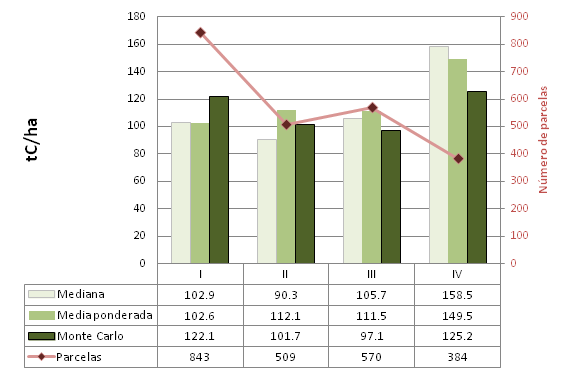 180
160
140
120
100
80
60
40
20
0
tC/ha
900
800
700
600
500
400
300
200
100
0
Número de parcelas
I II III IV
Mediana 102.9 90.3 105.7 158.5
Media ponderada 102.6 112.1 111.5 149.5
Monte Carlo 122.1 101.7 97.1 125.2
Parcelas 843 509 570 384